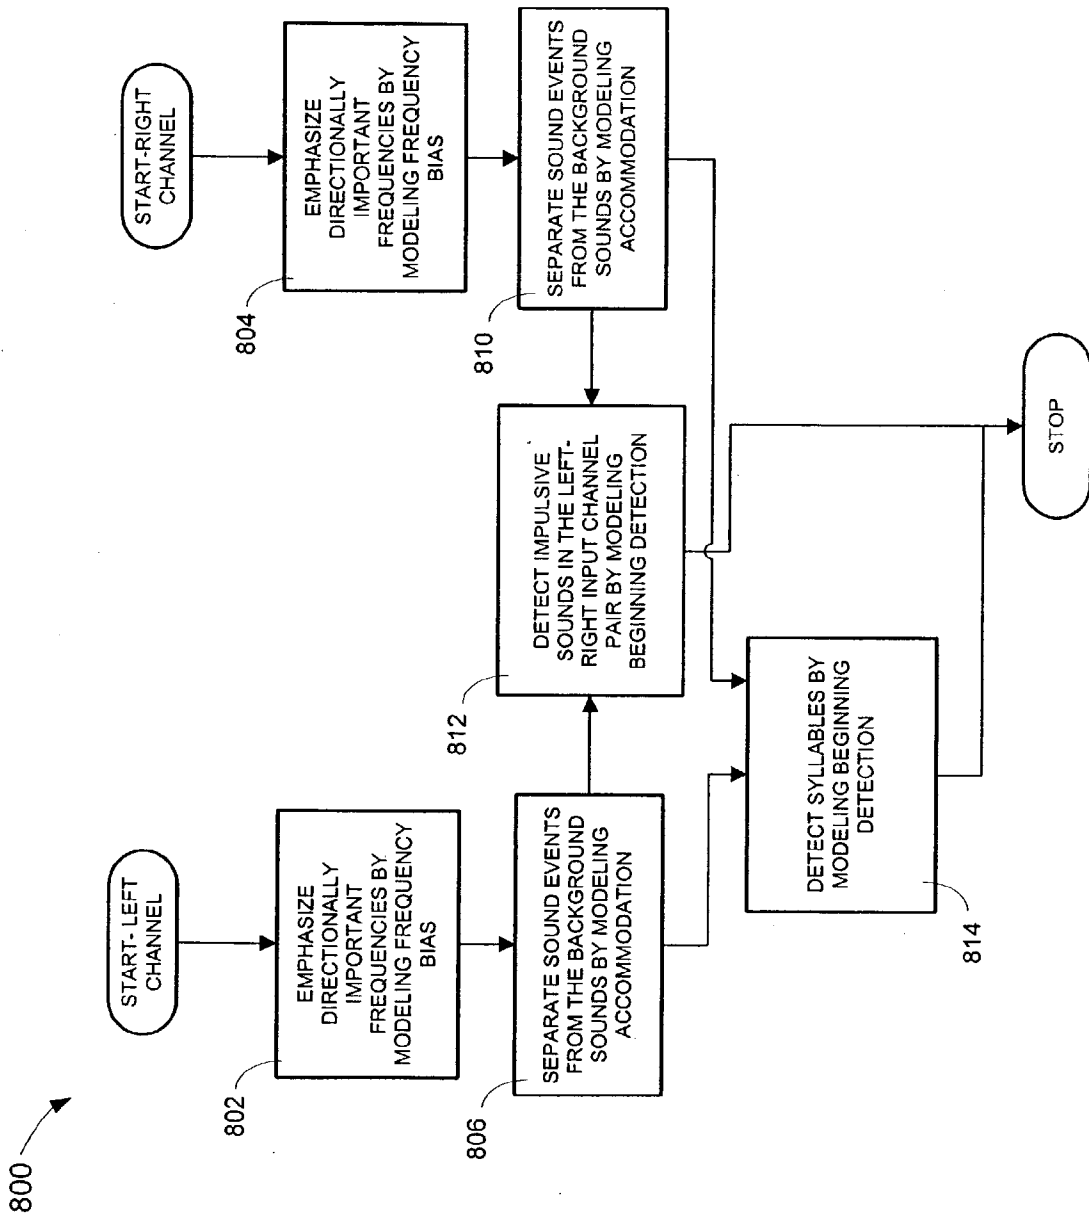 800
START- LEFT
CHANNEL
START-RIGHT
CHANNEL
802
EMPHASIZE
DIRECTIONALLY
IMPORTANT
FREQUENCIES BY
MODELING FREQUENCY
BIAS
804
EMPHASIZE
DIRECTIONALLY
IMPORTANT
FREQUENCIES BY
MODELING FREQUENCY
BIAS
806
SEPARATE SOUND EVENTS
FROM THE BACKGROUND
SOUNDS BY MODELING
ACCOMMODATION
812
DETECT IMPULSIVE
SOUNDS IN THE LEFT-
RIGHT INPUT CHANNEL
PAIR BY MODELING
BEGINNING DETECTION
810
SEPARATE SOUND EVENTS
FROM THE BACKGROUND
SOUNDS BY MODELING
ACCOMMODATION
814
DETECT SYLLABLES BY
MODELING BEGINNING
DETECTION
STOP